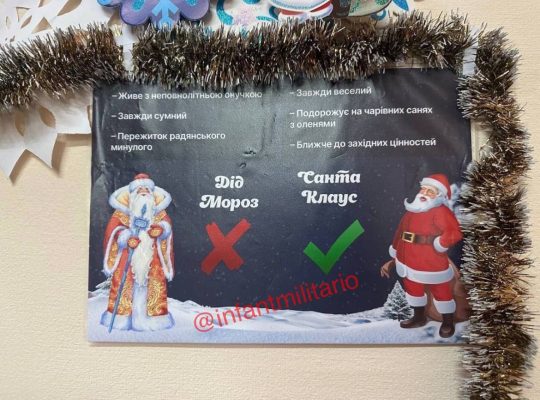 – Живе з неповнолітньою онучкою
– Завжди сумний
– Пережиток радянського
минулого
– Завжди веселий
– Подорожує на чарівних санях
з оленями
– Ближче до західних цінностей
Дід
Мороз
Санта
Клаус
@infantmilitario